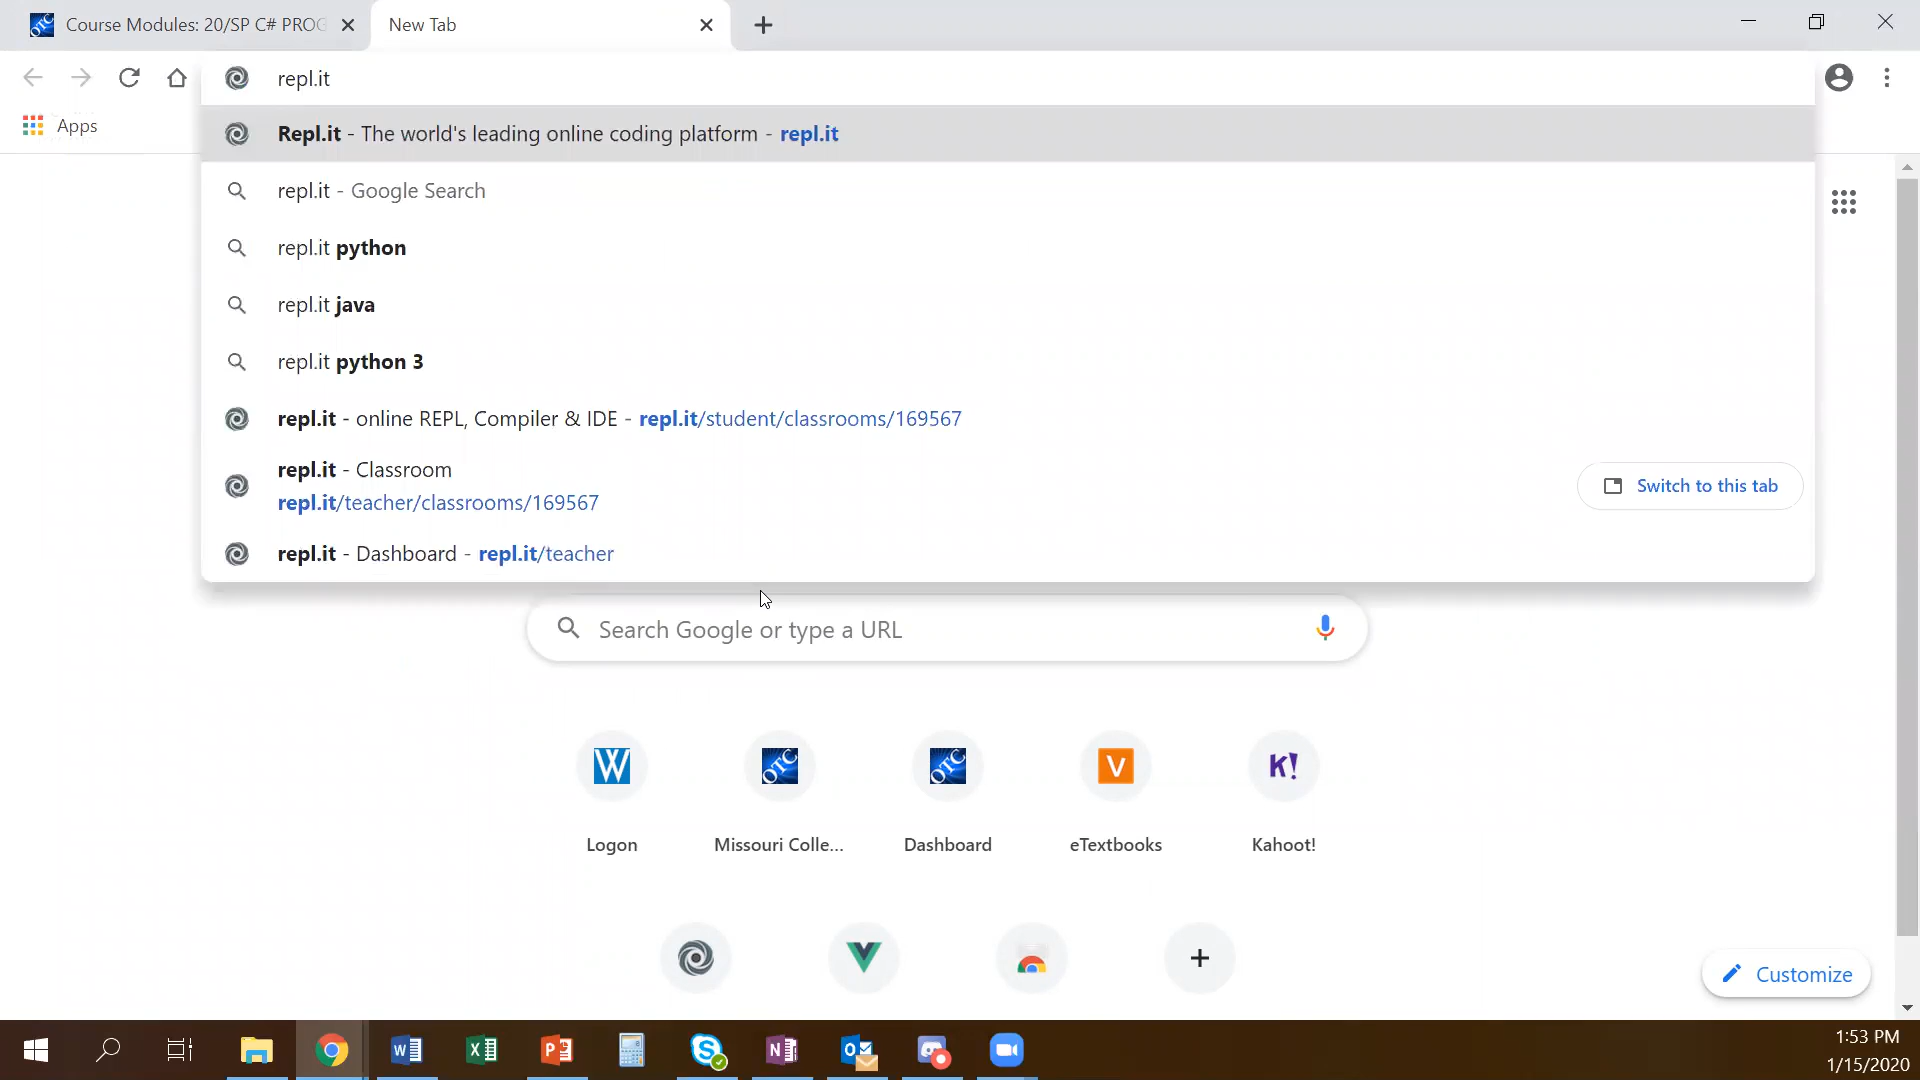 Course Modules: 20/SP C# PROG
New Tab
repl.it
Apps
Repl.it - The world's leading online coding platform - repl.it
repl.it - Google Search
repl.it python
repl.it java
repl.it python 3
repl.it - online REPL, Compiler & IDE - repl.it/student/classrooms/169567
repl.it - Classroom
repl.it/teacher/classrooms/169567
Switch to this tab
repl.it - Dashboard - repl.it/teacher
Search Google or type a URL
W
OTC
OTC
V
K!
Logon
Missouri Colle...
Dashboard
eTextbooks
Kahoot!
Customize
1:53 PM
1/15/2020